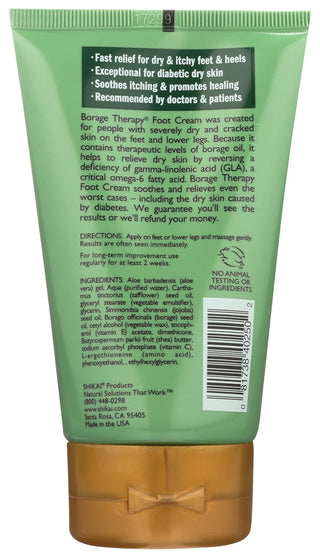 17299
• Fast relief for dry & itchy feet & heels
• Exceptional for diabetic dry skin
• Soothes itching & promotes healing
• Recommended by doctors & patients
Borage Therapy® Foot Cream was created
for people with severely dry and cracked
skin on the feet and lower legs. Because it
contains therapeutic levels of borage oil, it
helps to relieve dry skin by reversing a
deficiency of gamma-linolenic acid (GLA), a
critical omega-6 fatty acid. Borage Therapy
Foot Cream soothes and relieves even the
worst cases – including the dry skin caused
by diabetes. We guarantee you'll see the
results or we'll refund your money.
DIRECTIONS: Apply on feet or lower legs and massage gently.
Results are often seen immediately.
For long-term improvement use
regularly for at least 2 weeks.
INGREDIENTS: Aloe barbadensis (aloe
vera) gel, Aqua (purified water), Cartha-
mus tinctorius (safflower) seed oil,
glyceryl stearate (vegetable emulsifier),
glycerin, Simmondsia chinensis (jojoba)
seed oil, Borago officinalis (borage) seed
oil, cetyl alcohol (vegetable wax), tocoph-
erol (vitamin E) acetate, dimethicone,
Butyrospermum parkii fruit (shea) butter,
sodium ascorbyl phosphate (vitamin C),
L-ergothioneine (amino acid),
phenoxyethanol, ethylhexylglycerin.
NO ANIMAL
TESTING OR
INGREDIENTS
0 81738 40250 2
SHIKAI® Products
Natural Solutions That Work™
(800) 448-0298
www.shikai.com
Santa Rosa, CA 95405
Made in the USA